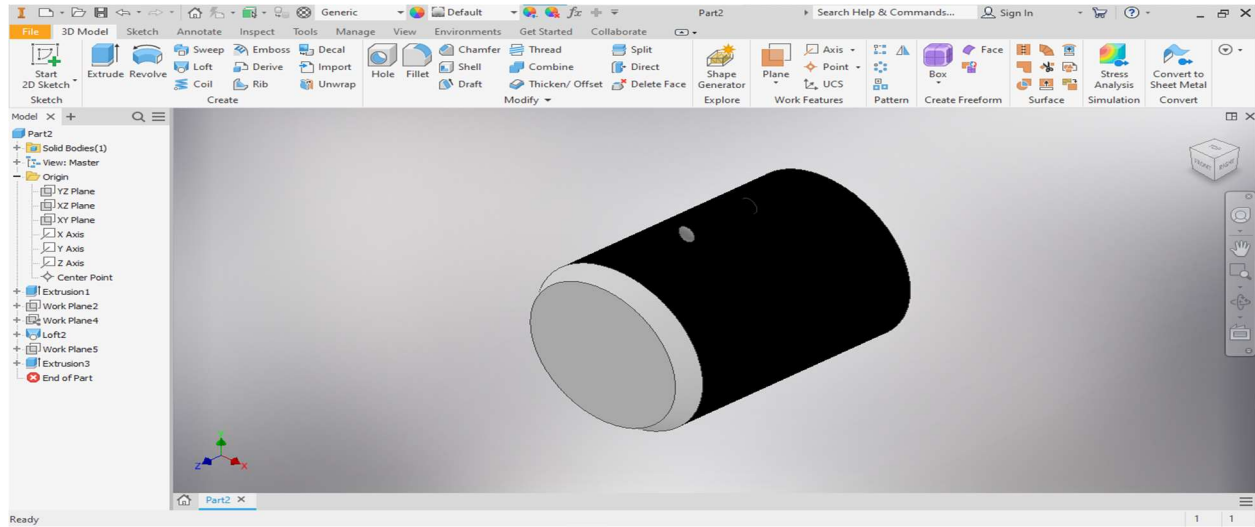 Generic Default fx Part2 Search Help & Commands... Sign In
File 3D Model Sketch Annotate Inspect Tools Manage View Environments Get Started Collaborate
Start 2D Sketch
Extrude Revolve
Sweep Emboss Decal
Loft Derive Import
Coil Rib Unwrap
Hole Fillet
Chamfer Thread Split
Shell Combine Direct
Draft Thicken/ Offset Delete Face
Shape Generator
Plane
Axis
Point
UCS
Box
Face
Stress Analysis
Convert to Sheet Metal
Sketch Create Modify Explore Work Features Pattern Create Freeform Surface Simulation Convert
Model
Part2
Solid Bodies(1)
View: Master
Origin
YZ Plane
XZ Plane
XY Plane
X Axis
Y Axis
Z Axis
Center Point
Extrusion1
Work Plane2
Work Plane4
Loft2
Work Plane5
Extrusion3
End of Part
Z X
Part2
Ready 1 1